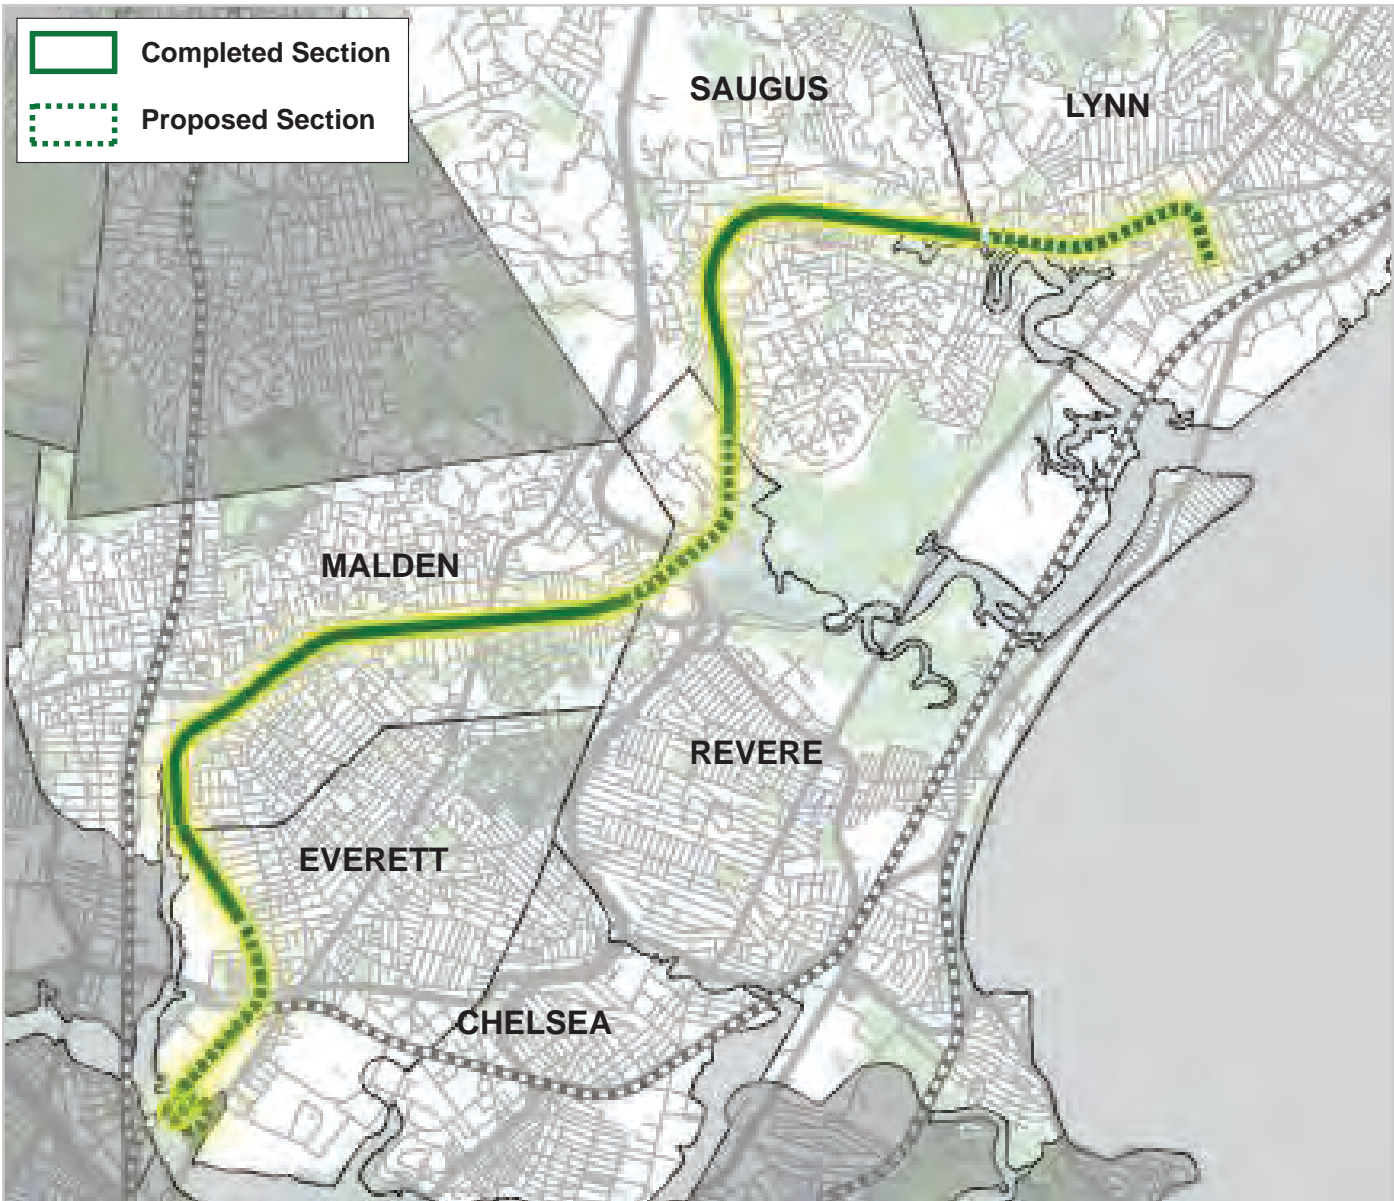 Completed Section
Proposed Section
SAUGUS
LYNN
MALDEN
REVERE
EVERETT
CHELSEA